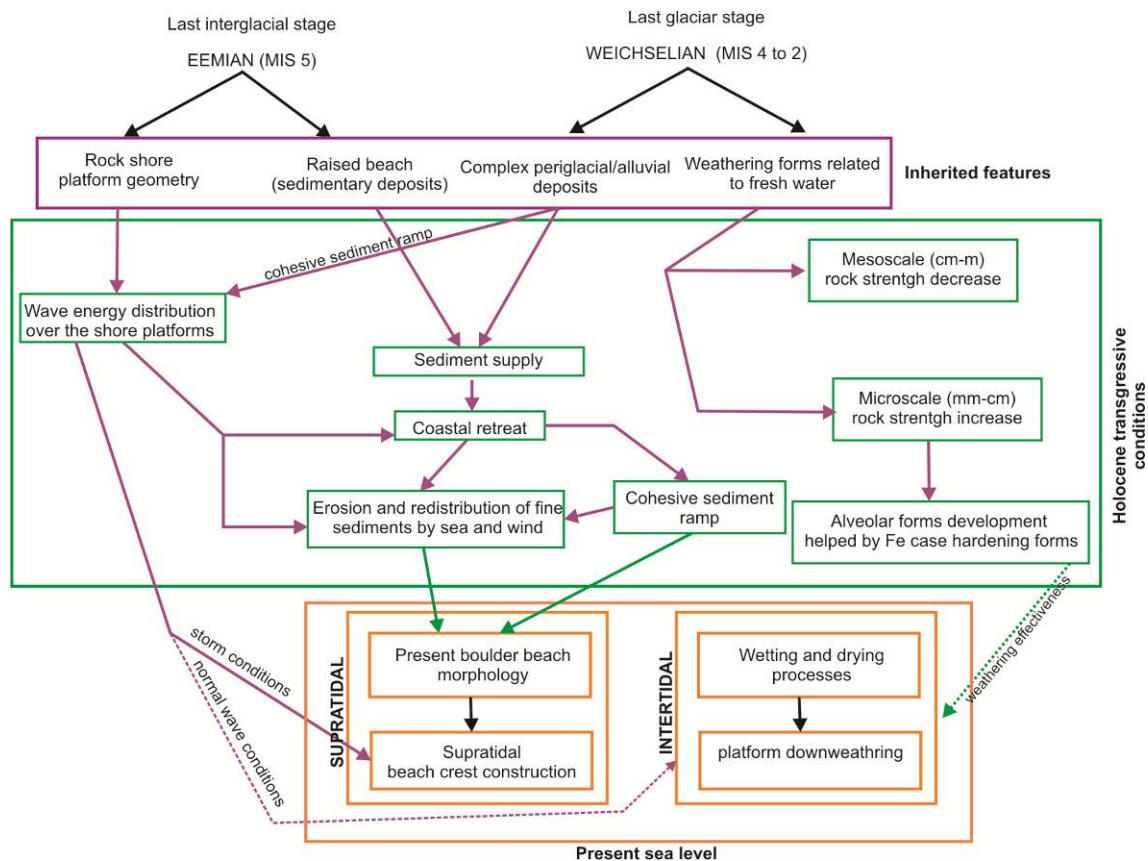 Last interglacial stage
EEMIAN (MIS 5)
Last glaciar stage
WEICHSELIAN (MIS 4 to 2)
Rock shore
platform geometry
Raised beach
(sedimentary deposits)
Complex periglacial/alluvial
deposits
Weathering forms related
to fresh water
Inherited features
cohesive sediment ramp
Mesoscale (cm-m)
rock strentgh decrease
Wave energy distribution
over the shore platforms
Sediment supply
Microscale (mm-cm)
rock strentgh increase
Coastal retreat
Holocene transgressive
conditions
Erosion and redistribution of fine
sediments by sea and wind
Cohesive sediment
ramp
Alveolar forms development
helped by Fe case hardening forms
weathering effectiveness
storm conditions
normal wave conditions
SUPRATIDAL
Present boulder beach
morphology
Supratidal
beach crest construction
INTERTIDAL
Wetting and drying
processes
platform downweathring
Present sea level